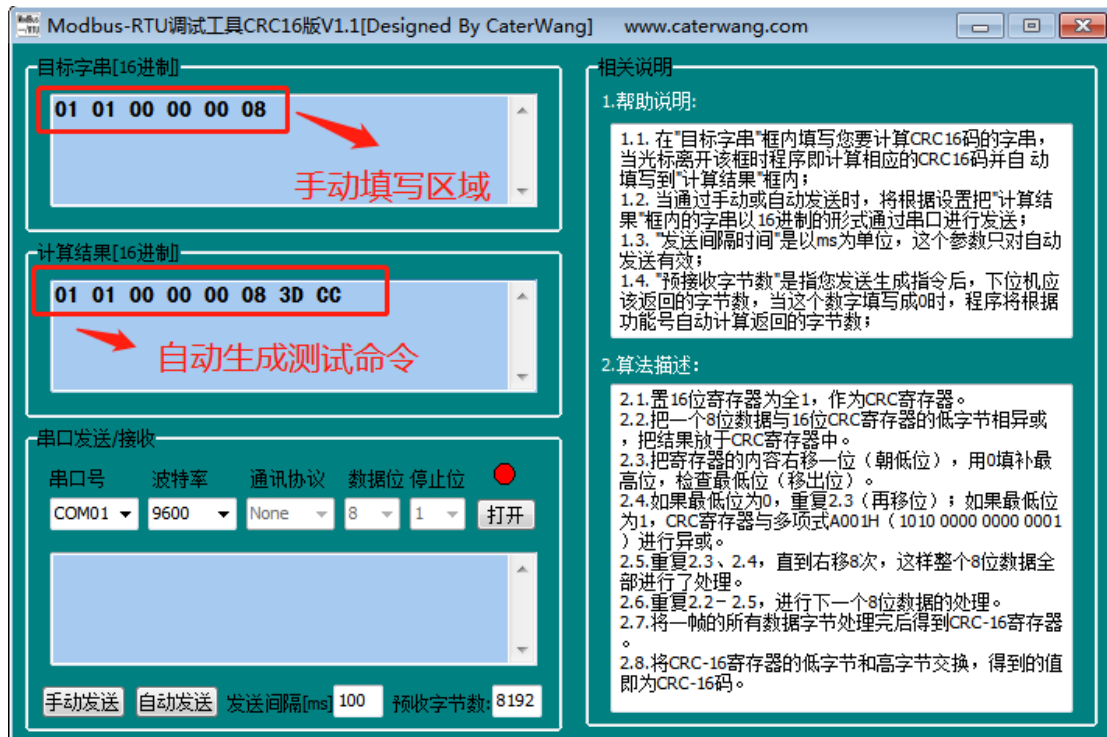 Modbus-RTU调试工具CRC16版V1.1[Designed By CaterWang] www.caterwang.com
目标字串[16进制]
01 01 00 00 00 08
手动填写区域
计算结果[16进制]
01 01 00 00 00 08 3D CC
自动生成测试命令
串口发送/接收
串口号 波特率 通讯协议 数据位 停止位
COM01 9600 None 8 1 打开
手动发送 自动发送 发送间隔[ms] 100 预收字节数: 8192
相关说明
1.帮助说明:
1.1. 在"目标字串"框内填写您要计算CRC16码的字串，
当光标离开该框时程序即计算相应的CRC16码并自 动
填写到"计算结果"框内；
1.2. 当通过手动或自动发送时，将根据设置把"计算结
果"框内的字串以16进制的形式通过串口进行发送；
1.3. "发送间隔时间"是以ms为单位，这个参数只对自动
发送有效；
1.4. "预接收字节数"是指您发送生成指令后，下位机应
该返回的字节数，当这个数字填写成0时，程序将根据
功能号自动计算返回的字节数；
2.算法描述：
2.1.置16位寄存器为全1，作为CRC寄存器。
2.2.把一个8位数据与16位CRC寄存器的低字节相异或
，把结果放于CRC寄存器中。
2.3.把寄存器的内容右移一位（朝低位），用0填补最
高位，检查最低位（移出位）。
2.4.如果最低位为0，重复2.3（再移位）；如果最低位
为1，CRC寄存器与多项式A001H（1010 0000 0000 0001
）进行异或。
2.5.重复2.3、2.4，直到右移8次，这样整个8位数据全
部进行了处理。
2.6.重复2.2－2.5，进行下一个8位数据的处理。
2.7.将一帧的所有数据字节处理完后得到CRC-16寄存器
。
2.8.将CRC-16寄存器的低字节和高字节交换，得到的值
即为CRC-16码。